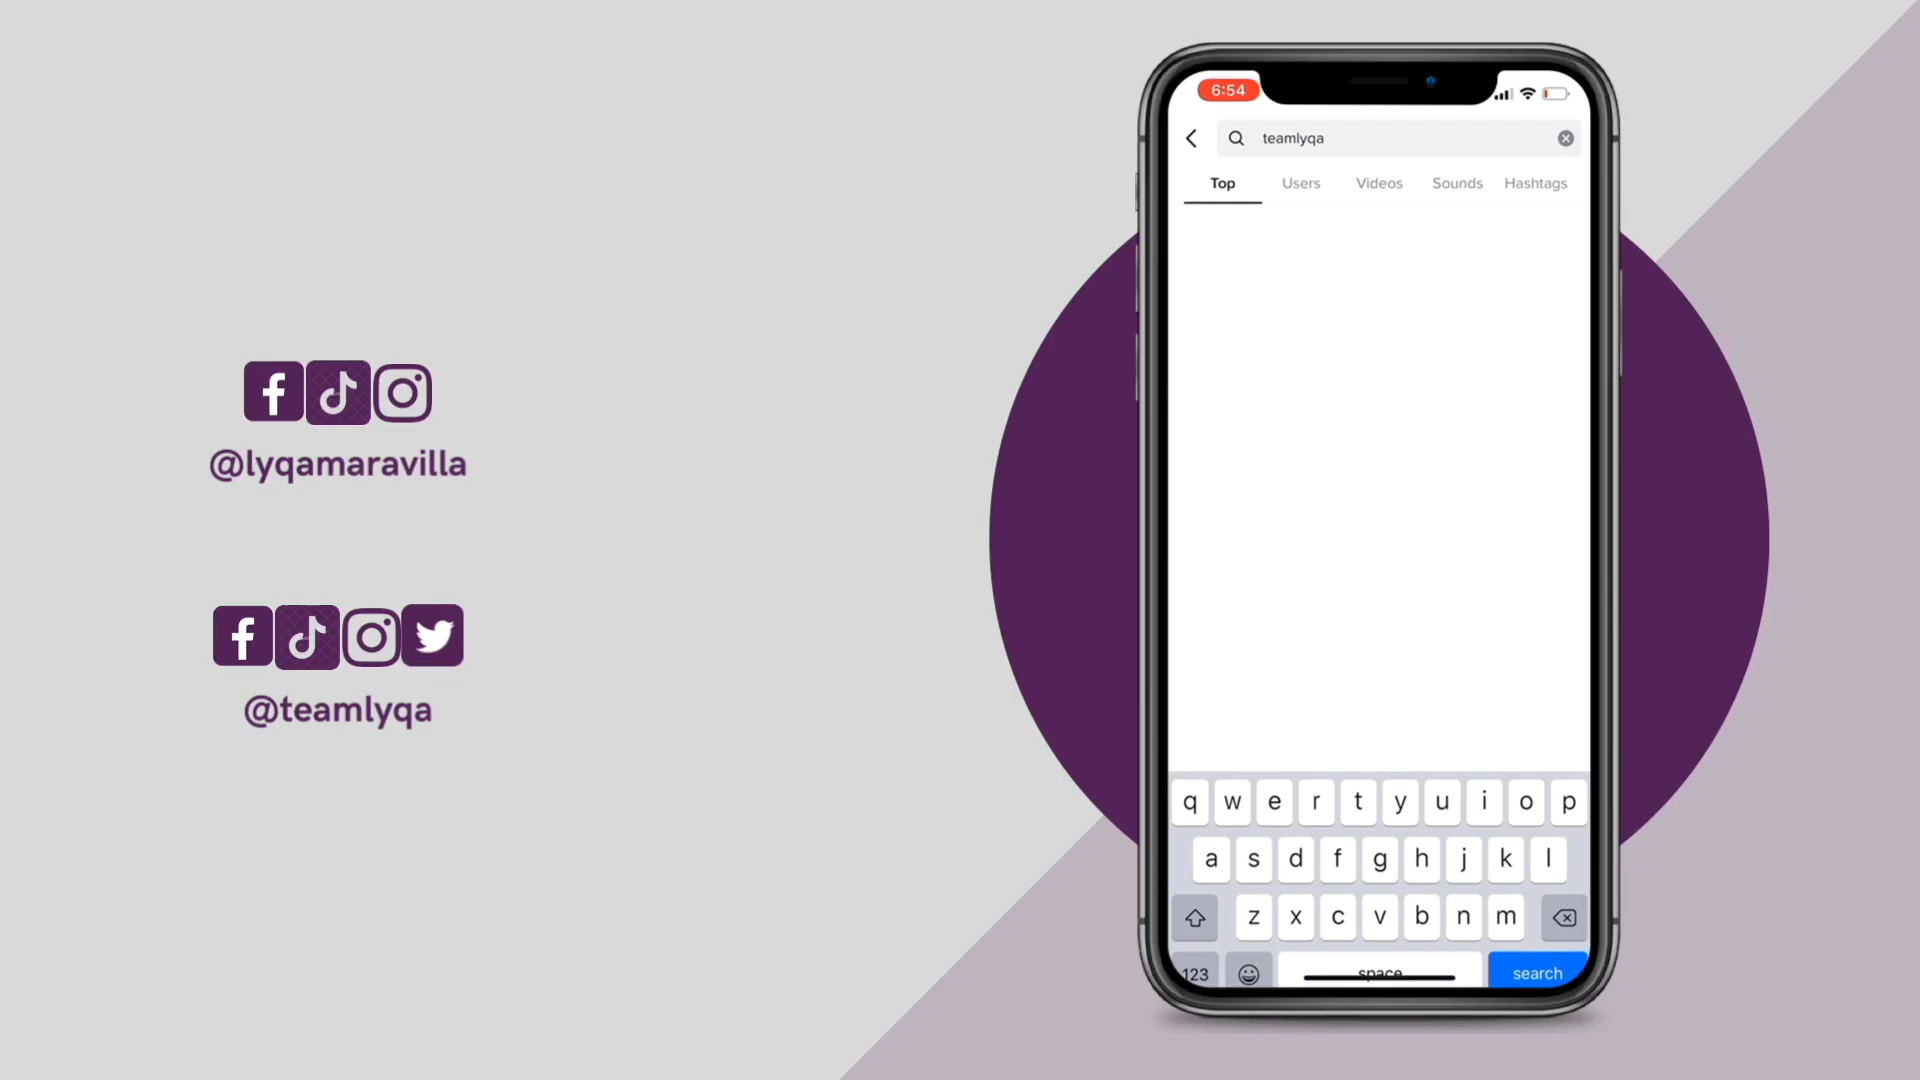 @lyqamaravilla
@teamlyqa
6:54
teamlyqa
Top Users Videos Sounds Hashtags
q w e r t y u i o p
a s d f g h j k l
z x c v b n m
123 space search